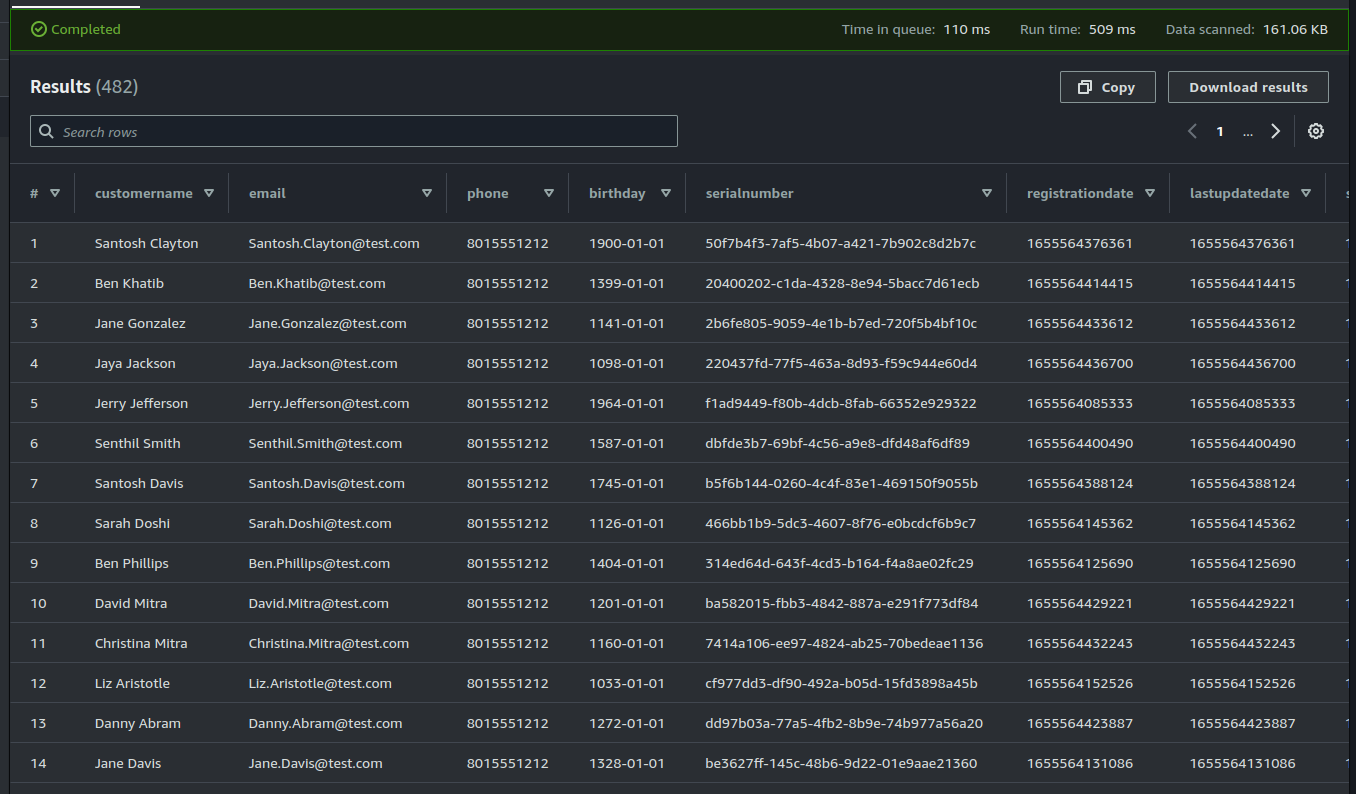 Completed Time in queue: 110 ms Run time: 509 ms Data scanned: 161.06 KB
Results (482) Copy Download results
Search rows 1 ...
# customername email phone birthday serialnumber registrationdate lastupdatedate
1 Santosh Clayton Santosh.Clayton@test.com 8015551212 1900-01-01 50f7b4f3-7af5-4b07-a421-7b902c8d2b7c 1655564376361 1655564376361
2 Ben Khatib Ben.Khatib@test.com 8015551212 1399-01-01 20400202-c1da-4328-8e94-5bacc7d61ecb 1655564414415 1655564414415
3 Jane Gonzalez Jane.Gonzalez@test.com 8015551212 1141-01-01 2b6fe805-9059-4e1b-b7ed-720f5b4bf10c 1655564433612 1655564433612
4 Jaya Jackson Jaya.Jackson@test.com 8015551212 1098-01-01 220437fd-77f5-463a-8d93-f59c944e60d4 1655564436700 1655564436700
5 Jerry Jefferson Jerry.Jefferson@test.com 8015551212 1964-01-01 f1ad9449-f80b-4dcb-8fab-66352e929322 1655564085333 1655564085333
6 Senthil Smith Senthil.Smith@test.com 8015551212 1587-01-01 dbfde3b7-69bf-4c56-a9e8-dfd48af6df89 1655564400490 1655564400490
7 Santosh Davis Santosh.Davis@test.com 8015551212 1745-01-01 b5f6b144-0260-4c4f-83e1-469150f9055b 1655564388124 1655564388124
8 Sarah Doshi Sarah.Doshi@test.com 8015551212 1126-01-01 466bb1b9-5dc3-4607-8f76-e0bcdcf6b9c7 1655564145362 1655564145362
9 Ben Phillips Ben.Phillips@test.com 8015551212 1404-01-01 314ed64d-643f-4cd3-b164-f4a8ae02fc29 1655564125690 1655564125690
10 David Mitra David.Mitra@test.com 8015551212 1201-01-01 ba582015-fbb3-4842-887a-e291f773df84 1655564429221 1655564429221
11 Christina Mitra Christina.Mitra@test.com 8015551212 1160-01-01 7414a106-ee97-4824-ab25-70bedeae1136 1655564432243 1655564432243
12 Liz Aristotle Liz.Aristotle@test.com 8015551212 1033-01-01 cf977dd3-df90-492a-b05d-15fd3898a45b 1655564152526 1655564152526
13 Danny Abram Danny.Abram@test.com 8015551212 1272-01-01 dd97b03a-77a5-4fb2-8b9e-74b977a56a20 1655564423887 1655564423887
14 Jane Davis Jane.Davis@test.com 8015551212 1328-01-01 be3627ff-145c-48b6-9d22-01e9aae21360 1655564131086 1655564131086